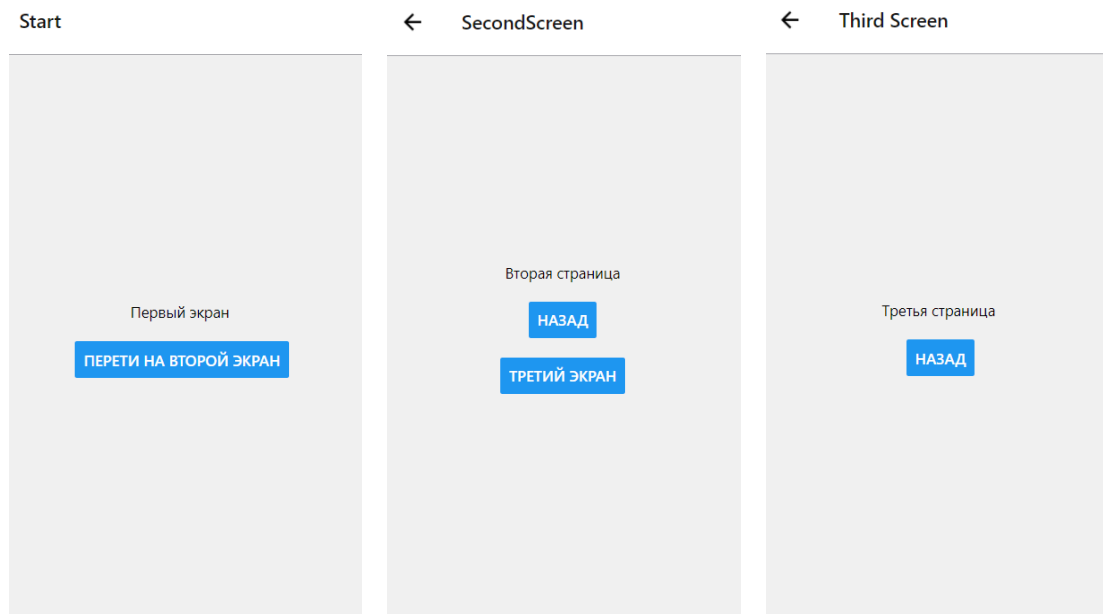 Start
Первый экран
ПЕРЕТИ НА ВТОРОЙ ЭКРАН
SecondScreen
Вторая страница
НАЗАД
ТРЕТИЙ ЭКРАН
Third Screen
Третья страница
НАЗАД